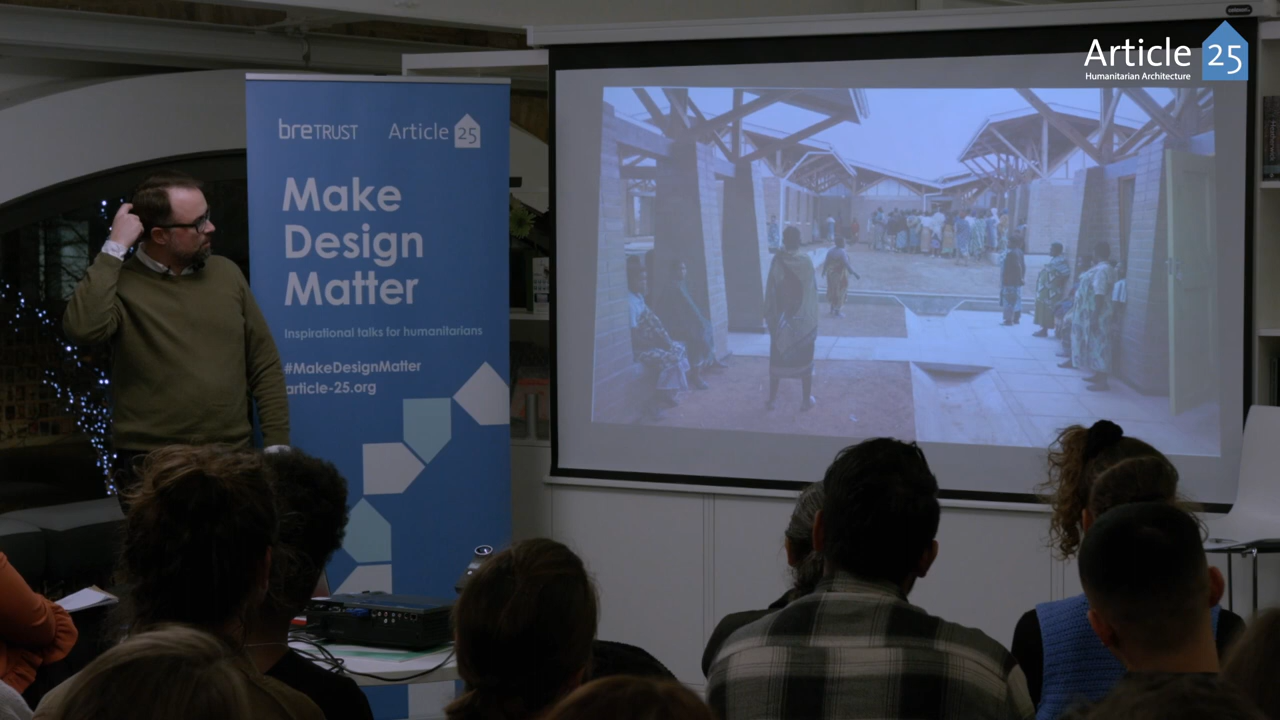 Article 25
Humanitarian Architecture
breTRUST
Article 25
Make
Design
Matter
Inspirational talks for humanitarians
#MakeDesignMatter
article-25.org